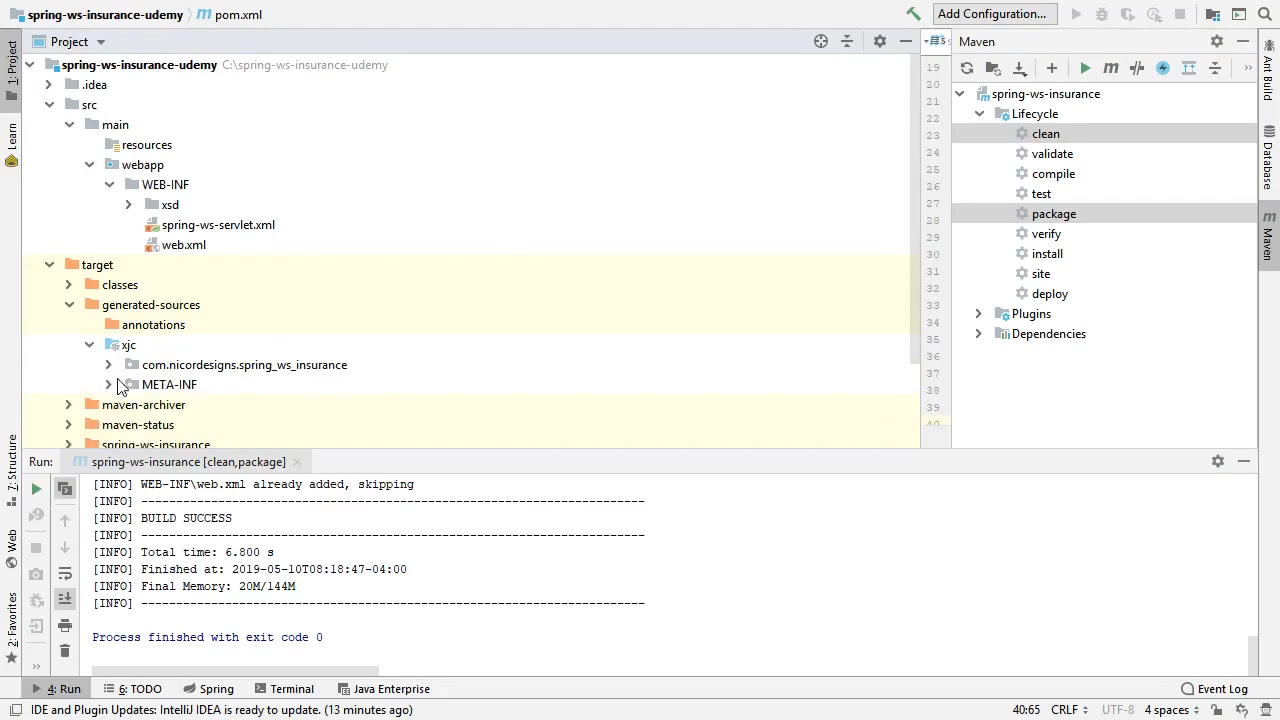 spring-ws-insurance-udemy
pom.xml
Add Configuration...
1: Project
Learn
7: Structure
Web
2: Favorites
Project
spring-ws-insurance-udemy C:\spring-ws-insurance-udemy
.idea
src
main
resources
webapp
WEB-INF
xsd
spring-ws-servlet.xml
web.xml
target
classes
generated-sources
annotations
xjc
com.nicordesigns.spring_ws_insurance
META-INF
maven-archiver
maven-status
spring-ws-insurance
19
20
21
22
23
24
25
26
27
28
29
30
31
32
33
34
35
36
37
38
39
40
Maven
spring-ws-insurance
Lifecycle
clean
validate
compile
test
package
verify
install
site
deploy
Plugins
Dependencies
Ant Build
Database
Maven
Run: spring-ws-insurance [clean,package]
[INFO] WEB-INF\web.xml already added, skipping
[INFO] ------------------------------------------------------------------------
[INFO] BUILD SUCCESS
[INFO] ------------------------------------------------------------------------
[INFO] Total time: 6.800 s
[INFO] Finished at: 2019-05-10T08:18:47-04:00
[INFO] Final Memory: 20M/144M
[INFO] ------------------------------------------------------------------------
Process finished with exit code 0
4: Run
6: TODO
Spring
Terminal
Java Enterprise
Event Log
IDE and Plugin Updates: IntelliJ IDEA is ready to update. (13 minutes ago)
40:65 CRLF UTF-8 4 spaces